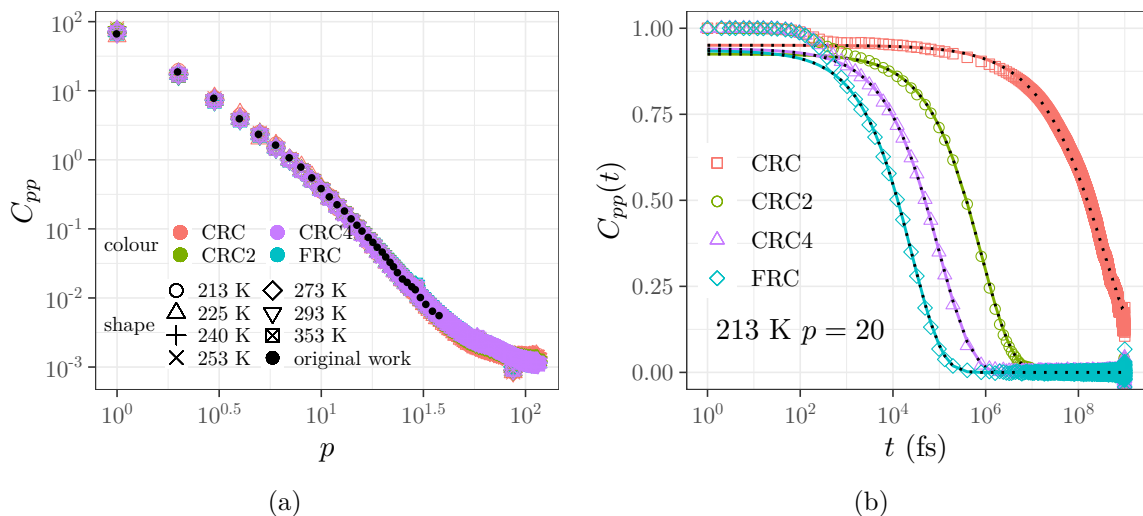 10^2
10^1
10^0
10^-1
10^-2
10^-3
C_pp
colour
CRC
CRC4
CRC2
FRC
shape
213 K
273 K
225 K
293 K
240 K
353 K
253 K
original work
10^0
10^0.5
10^1
10^1.5
10^2
p
(a)
1.00
0.75
0.50
0.25
0.00
C_pp(t)
CRC
CRC2
CRC4
FRC
213 K p = 20
10^0
10^2
10^4
10^6
10^8
t (fs)
(b)